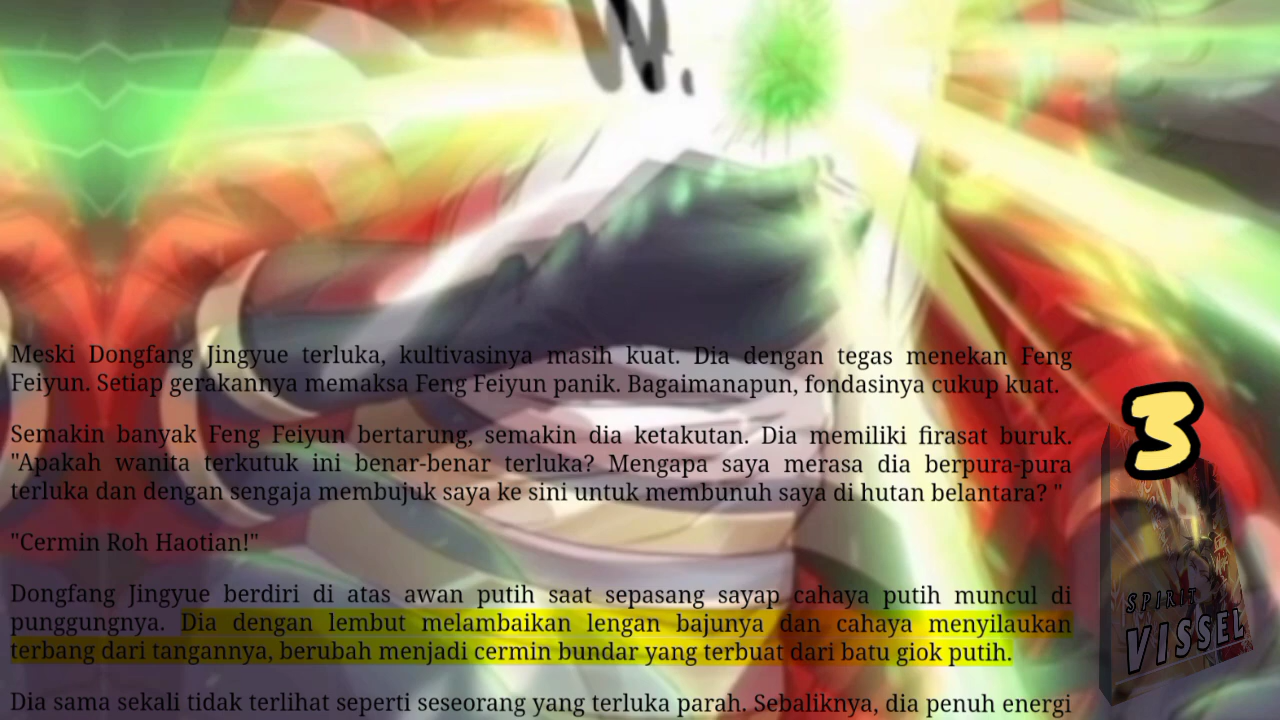 W.
Meski Dongfang Jingyue terluka, kultivasinya masih kuat. Dia dengan tegas menekan Feng
Feiyun. Setiap gerakannya memaksa Feng Feiyun panik. Bagaimanapun, fondasinya cukup kuat.
Semakin banyak Feng Feiyun bertarung, semakin dia ketakutan. Dia memiliki firasat buruk.
"Apakah wanita terkutuk ini benar-benar terluka? Mengapa saya merasa dia berpura-pura
terluka dan dengan sengaja membujuk saya ke sini untuk membunuh saya di hutan belantara? "
"Cermin Roh Haotian!"
Dongfang Jingyue berdiri di atas awan putih saat sepasang sayap cahaya putih muncul di
punggungnya. Dia dengan lembut melambaikan lengan bajunya dan cahaya menyilaukan
terbang dari tangannya, berubah menjadi cermin bundar yang terbuat dari batu giok putih.
Dia sama sekali tidak terlihat seperti seseorang yang terluka parah. Sebaliknya, dia penuh energi
3
SPIRIT
VISSEL